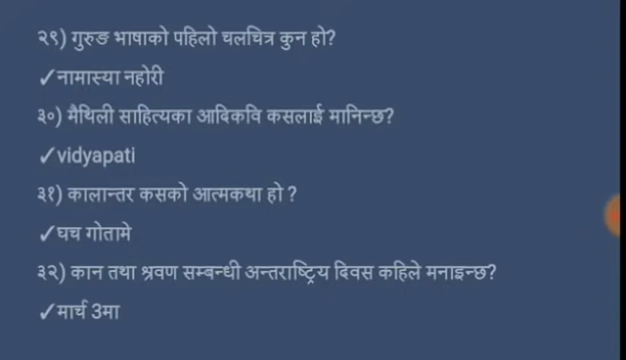 २९) गुरुङ भाषाको पहिलो चलचित्र कुन हो?
✓नामास्या नहोरी
३०) मैथिली साहित्यका आदिकवि कसलाई मानिन्छ?
✓vidyapati
३१) कालान्तर कसको आत्मकथा हो ?
✓घच गोतामे
३२) कान तथा श्रवण सम्बन्धी अन्तराष्ट्रिय दिवस कहिले मनाइन्छ?
✓मार्च 3मा